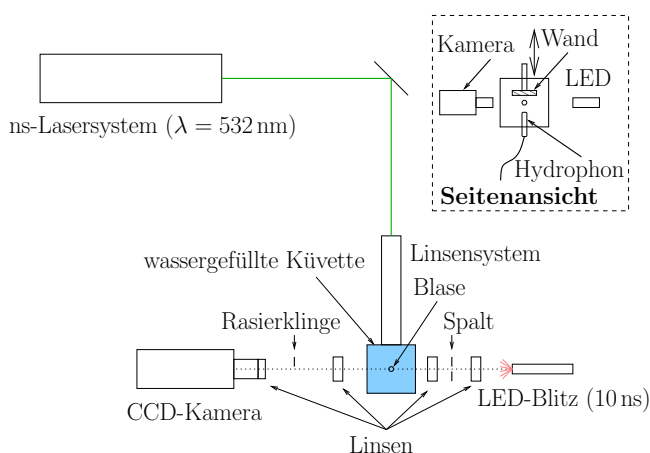 Kamera
Wand
LED
Hydrophon
Seitenansicht
ns-Lasersystem (λ = 532 nm)
wassergefüllte Küvette
Linsensystem
Blase
Rasierklinge
Spalt
CCD-Kamera
LED-Blitz (10 ns)
Linsen